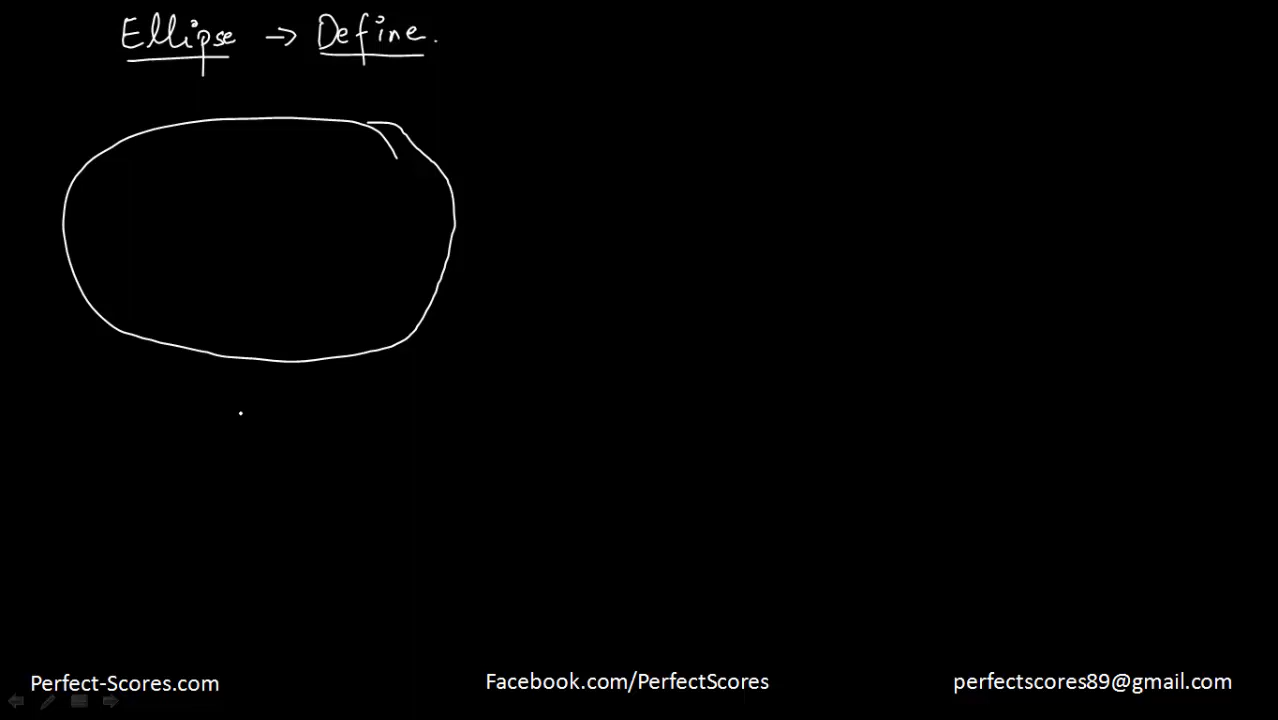 Ellipse → Define.
Perfect-Scores.com
Facebook.com/PerfectScores
perfectscores89@gmail.com